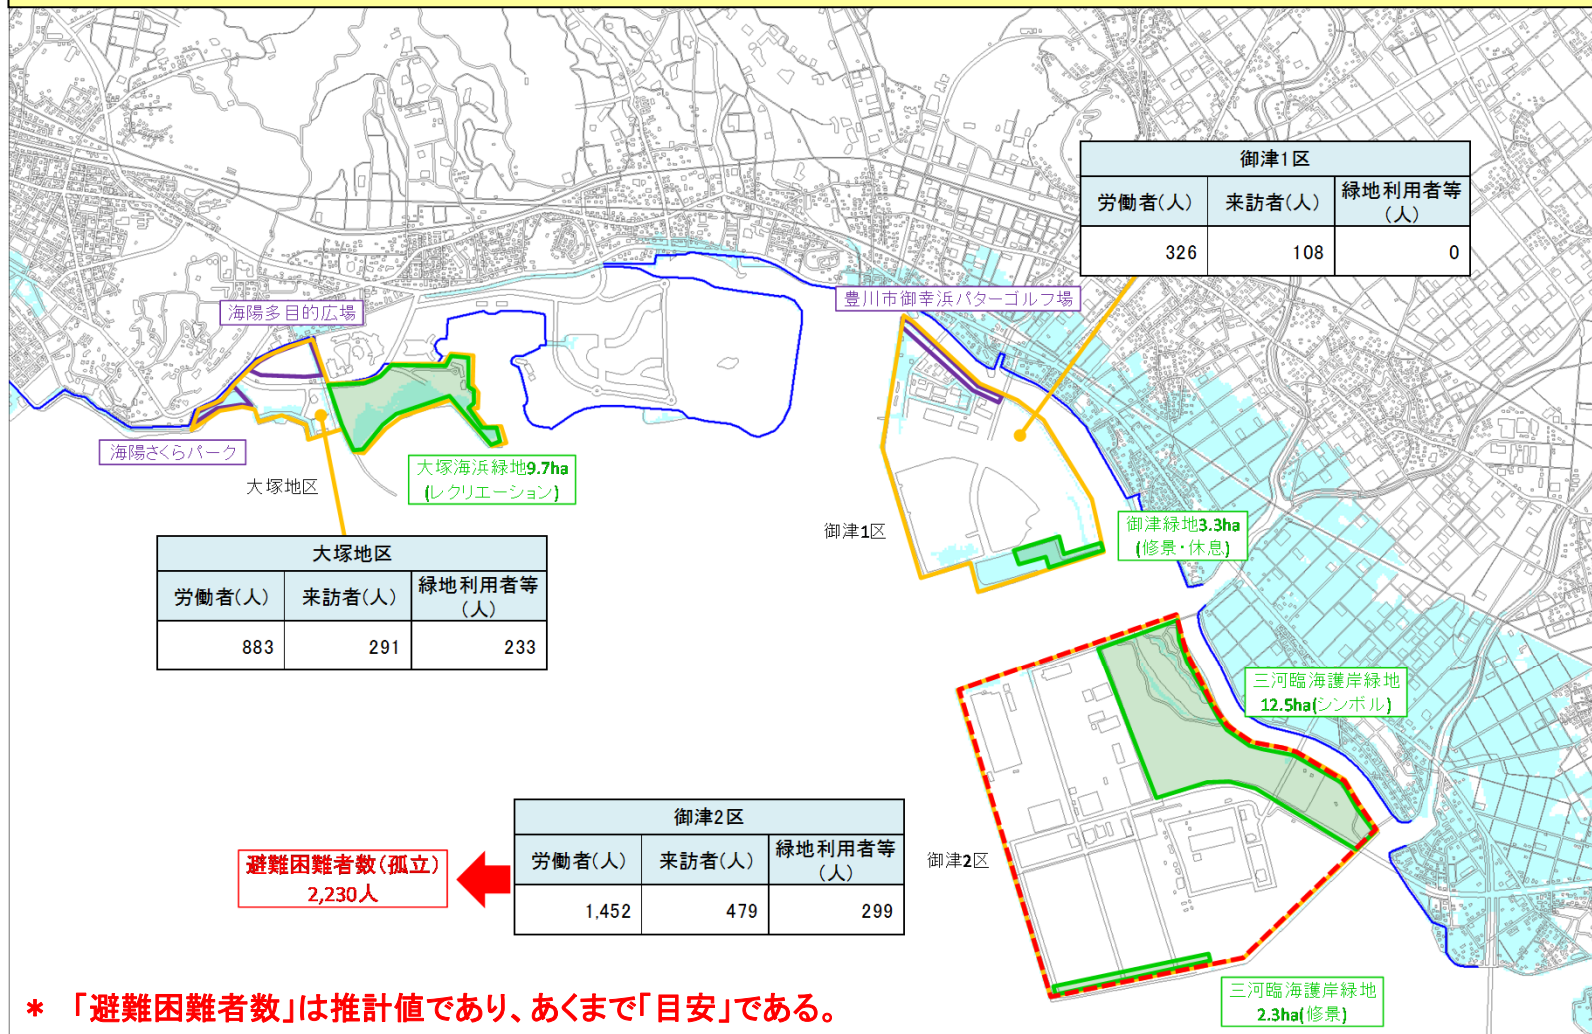 御津1区
労働者(人) 来訪者(人) 緑地利用者等
(人)
326 108 0
海陽多目的広場
豊川市御幸浜パターゴルフ場
海陽さくらパーク
大塚海浜緑地9.7ha
(レクリエーション)
大塚地区
御津1区
御津緑地3.3ha
(修景・休息)
大塚地区
労働者(人) 来訪者(人) 緑地利用者等
(人)
883 291 233
三河臨海護岸緑地
12.5ha(シンボル)
御津2区
労働者(人) 来訪者(人) 緑地利用者等
(人)
1,452 479 299
避難困難者数(孤立)
2,230人
御津2区
三河臨海護岸緑地
2.3ha(修景)
* 「避難困難者数」は推計値であり、あくまで「目安」である。